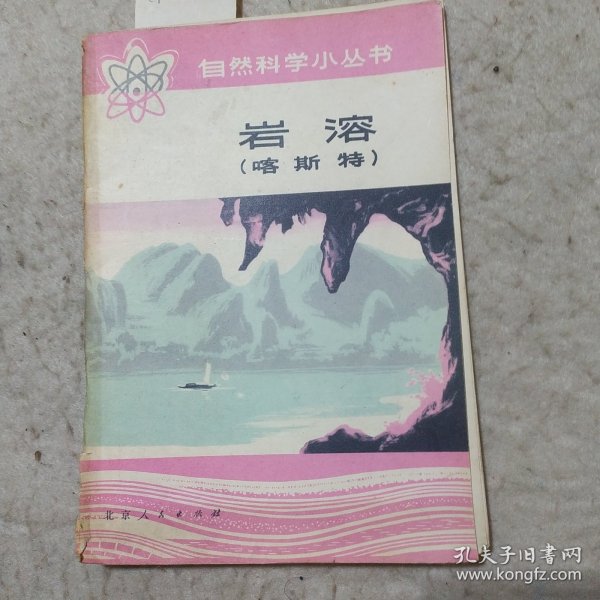 自然科学小丛书
岩溶
(喀斯特)
北京人民出版社
孔夫子旧书网
www.kongfz.com